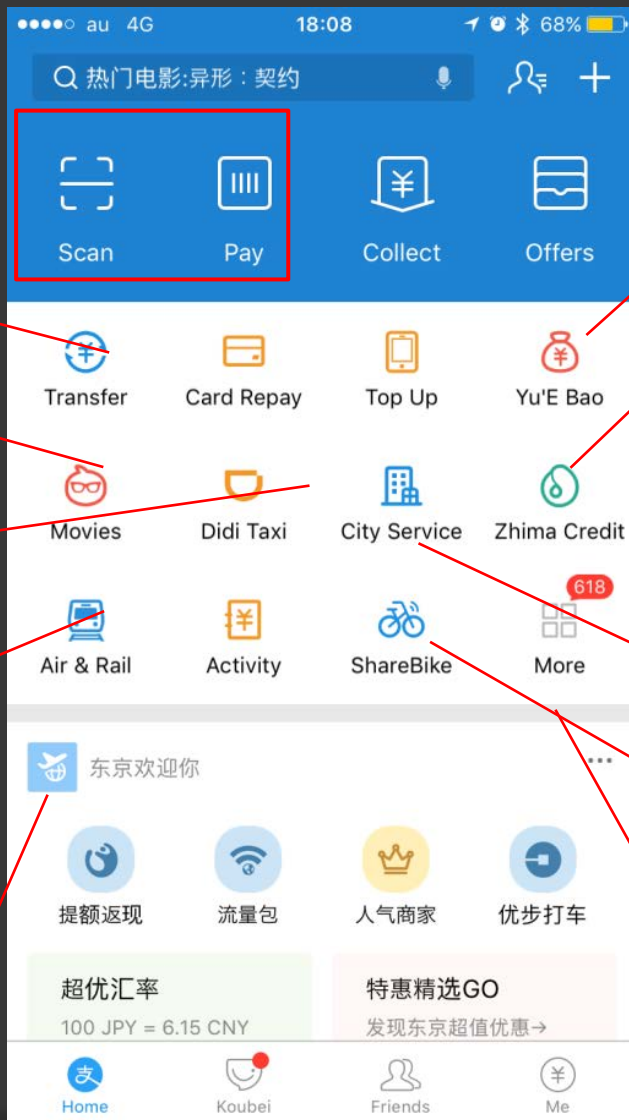 au 4G 18:08 68%
热门电影:异形：契约
Scan Pay Collect Offers
Transfer Card Repay Top Up Yu'E Bao
Movies Didi Taxi City Service Zhima Credit
618
Air & Rail Activity ShareBike More
东京欢迎你
提额返现 流量包 人气商家 优步打车
超优汇率 特惠精选GO
100 JPY = 6.15 CNY 发现东京超值优惠→
支
Home Koubei Friends Me